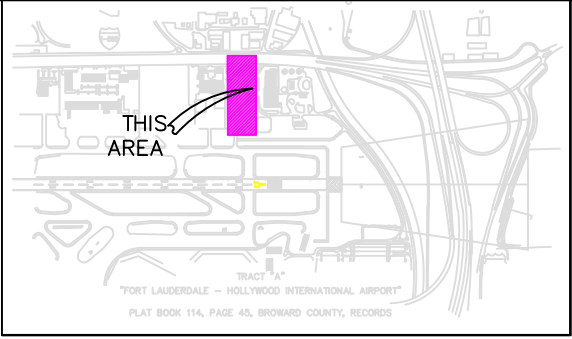 THIS
AREA
TRACT "A"
"FORT LAUDERDALE – HOLLYWOOD INTERNATIONAL AIRPORT"
PLAT BOOK 114, PAGE 45, BROWARD COUNTY, RECORDS